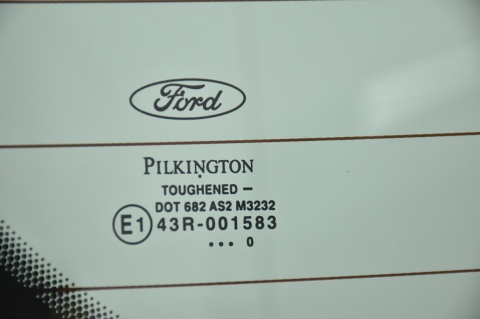 Ford
PILKINGTON
TOUGHENED –
DOT 682 AS2 M3232
E1 43R-001583
••• 0